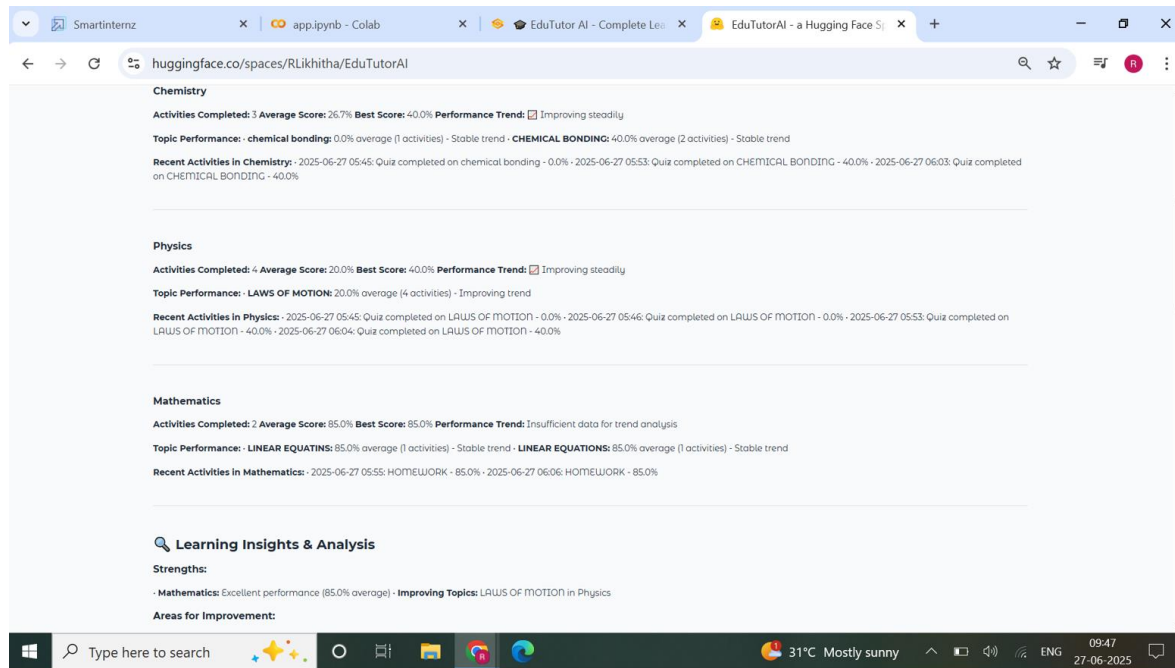 Smartinternz
app.ipynb - Colab
EduTutor AI - Complete Lea
EduTutorAI - a Hugging Face Sp
huggingface.co/spaces/RLikhitha/EduTutorAI
R
Chemistry
Activities Completed: 3 Average Score: 26.7% Best Score: 40.0% Performance Trend: 📈 Improving steadily
Topic Performance: · chemical bonding: 0.0% average (1 activities) - Stable trend · CHEMICAL BONDING: 40.0% average (2 activities) - Stable trend
Recent Activities in Chemistry: · 2025-06-27 05:45: Quiz completed on chemical bonding - 0.0% · 2025-06-27 05:53: Quiz completed on CHEMICAL BONDING - 40.0% · 2025-06-27 06:03: Quiz completed
on CHEMICAL BONDING - 40.0%
Physics
Activities Completed: 4 Average Score: 20.0% Best Score: 40.0% Performance Trend: 📈 Improving steadily
Topic Performance: · LAWS OF MOTION: 20.0% average (4 activities) - Improving trend
Recent Activities in Physics: · 2025-06-27 05:45: Quiz completed on LAWS OF MOTION - 0.0% · 2025-06-27 05:46: Quiz completed on LAWS OF MOTION - 0.0% · 2025-06-27 05:53: Quiz completed on
LAWS OF MOTION - 40.0% · 2025-06-27 06:04: Quiz completed on LAWS OF MOTION - 40.0%
Mathematics
Activities Completed: 2 Average Score: 85.0% Best Score: 85.0% Performance Trend: Insufficient data for trend analysis
Topic Performance: · LINEAR EQUATINS: 85.0% average (1 activities) - Stable trend · LINEAR EQUATIONS: 85.0% average (1 activities) - Stable trend
Recent Activities in Mathematics: · 2025-06-27 05:55: HOMEWORK - 85.0% · 2025-06-27 06:06: HOMEWORK - 85.0%
🔍 Learning Insights & Analysis
Strengths:
· Mathematics: Excellent performance (85.0% average) · Improving Topics: LAWS OF MOTION in Physics
Areas for Improvement:
Type here to search
R
31°C Mostly sunny
ENG
09:47
27-06-2025